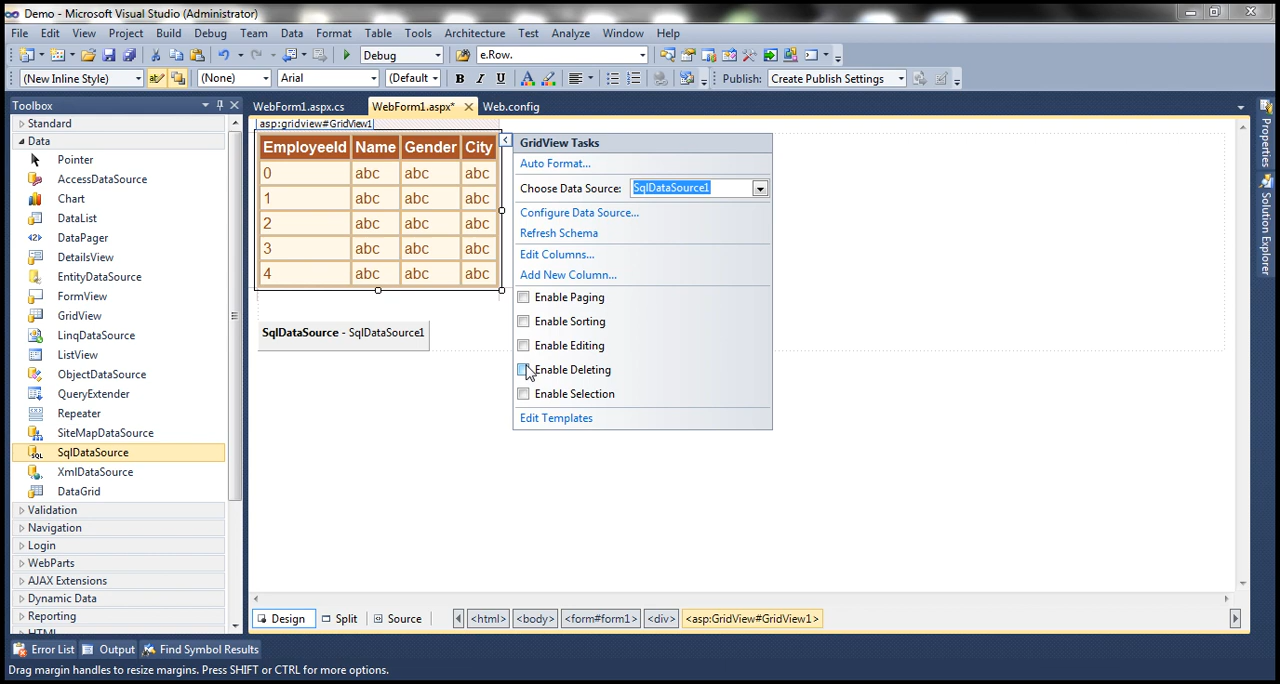 Demo - Microsoft Visual Studio (Administrator)
File Edit View Project Build Debug Team Data Format Table Tools Architecture Test Analyze Window Help
Debug e.Row.
(New Inline Style) (None) Arial (Default B I U A Publish: Create Publish Settings
Toolbox
WebForm1.aspx.cs WebForm1.aspx* Web.config
Standard
Data
Pointer
AccessDataSource
Chart
DataList
DataPager
DetailsView
EntityDataSource
FormView
GridView
LinqDataSource
ListView
ObjectDataSource
QueryExtender
Repeater
SiteMapDataSource
SqlDataSource
XmlDataSource
DataGrid
Validation
Navigation
Login
WebParts
AJAX Extensions
Dynamic Data
Reporting
HTML
asp:gridview#GridView1
EmployeeId Name Gender City
0 abc abc abc
1 abc abc abc
2 abc abc abc
3 abc abc abc
4 abc abc abc
SqlDataSource - SqlDataSource1
GridView Tasks
Auto Format...
Choose Data Source: SqlDataSource1
Configure Data Source...
Refresh Schema
Edit Columns...
Add New Column...
Enable Paging
Enable Sorting
Enable Editing
Enable Deleting
Enable Selection
Edit Templates
Properties
Solution Explorer
Design Split Source <html> <body> <form#form1> <div> <asp:GridView#GridView1>
Error List Output Find Symbol Results
Drag margin handles to resize margins. Press SHIFT or CTRL for more options.